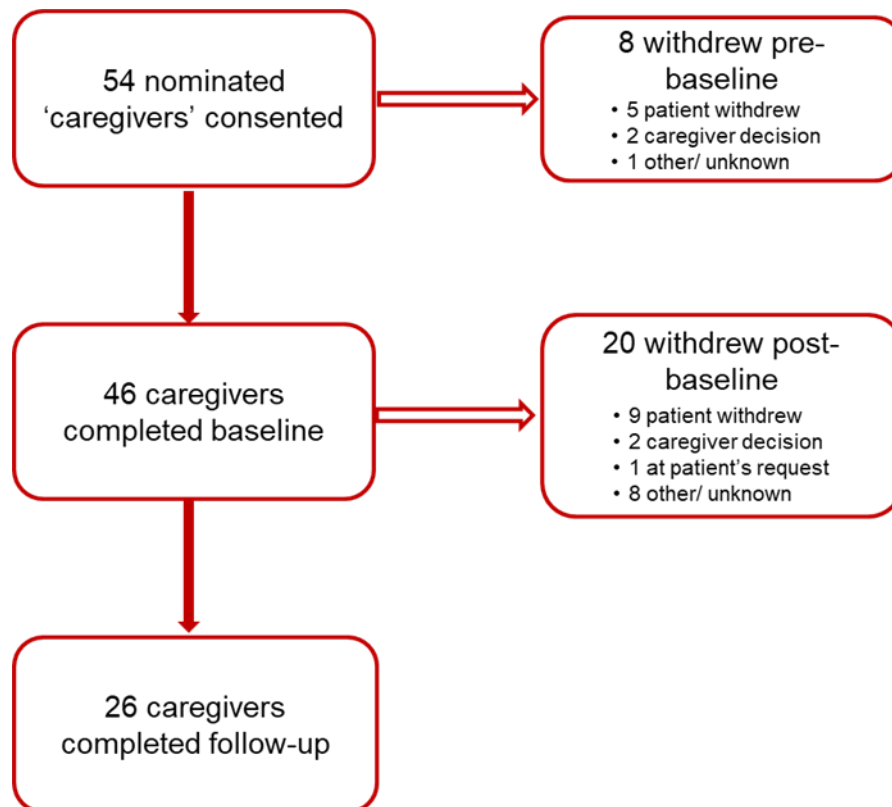 54 nominated
‘caregivers’ consented
8 withdrew pre-
baseline
• 5 patient withdrew
• 2 caregiver decision
• 1 other/ unknown
46 caregivers
completed baseline
20 withdrew post-
baseline
• 9 patient withdrew
• 2 caregiver decision
• 1 at patient’s request
• 8 other/ unknown
26 caregivers
completed follow-up